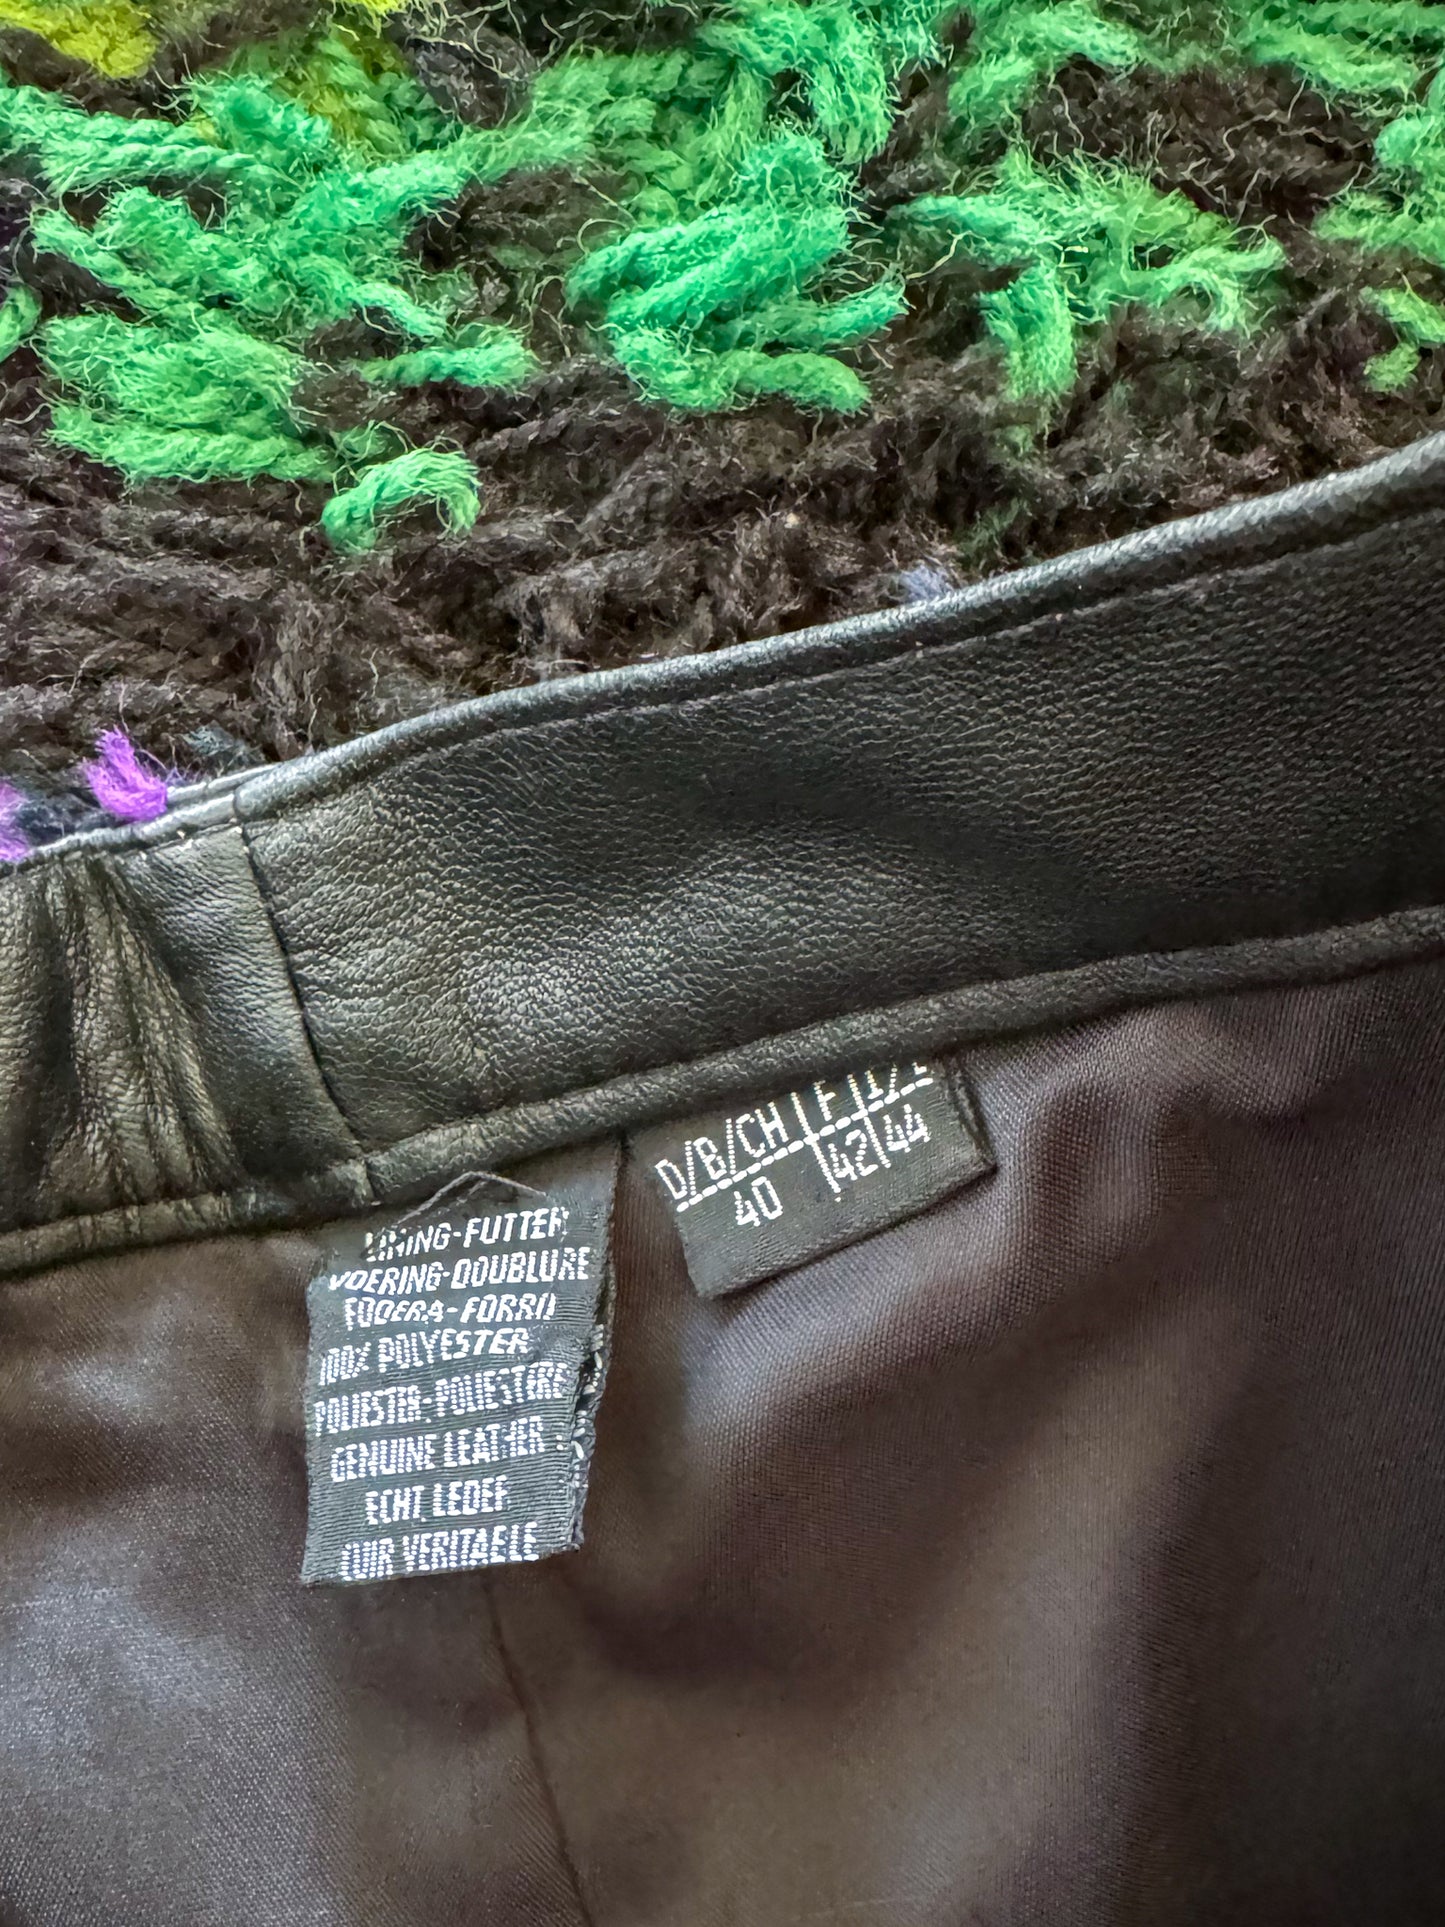 D/B/CH F
40 42 44
LINING-FUTTER
VOERING-DOUBLURE
FODERA-FORRO
100% POLYESTER
POLIESTER-POLIESTERE
GENUINE LEATHER
ECHT LEDER
CUIR VERITABLE